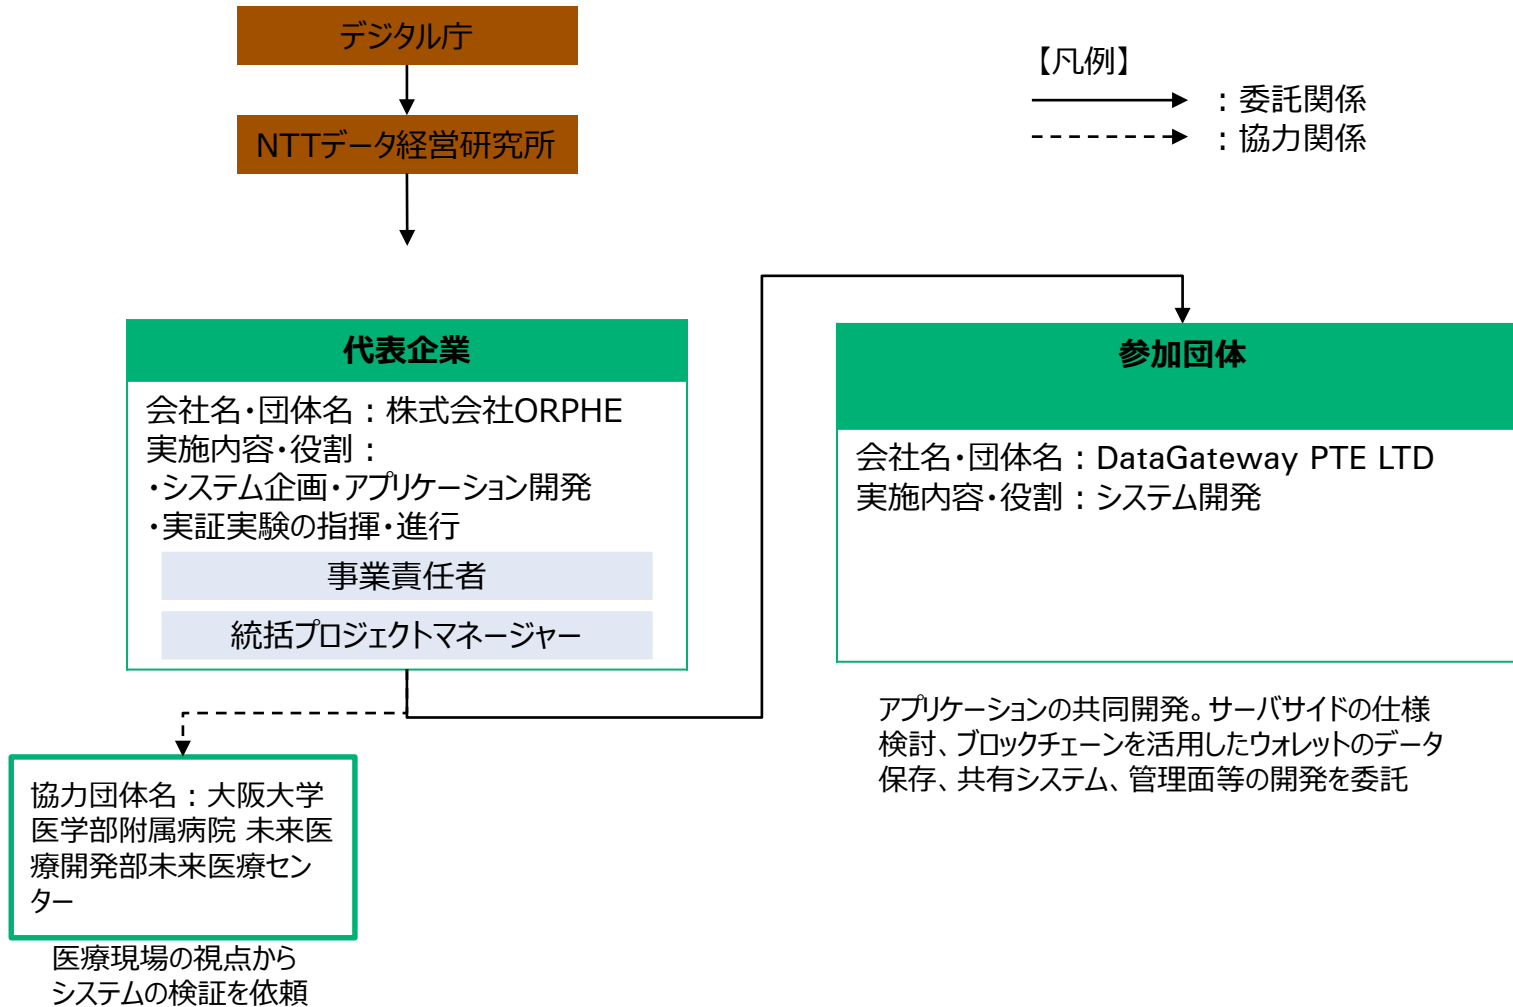 デジタル庁
NTTデータ経営研究所
【凡例】
：委託関係
：協力関係
代表企業
会社名・団体名：株式会社ORPHE
実施内容・役割：
・システム企画・アプリケーション開発
・実証実験の指揮・進行
事業責任者
統括プロジェクトマネージャー
参加団体
会社名・団体名：DataGateway PTE LTD
実施内容・役割：システム開発
アプリケーションの共同開発。サーバサイドの仕様
検討、ブロックチェーンを活用したウォレットのデータ
保存、共有システム、管理面等の開発を委託
協力団体名：大阪大学
医学部附属病院 未来医
療開発部未来医療セン
ター
医療現場の視点から
システムの検証を依頼